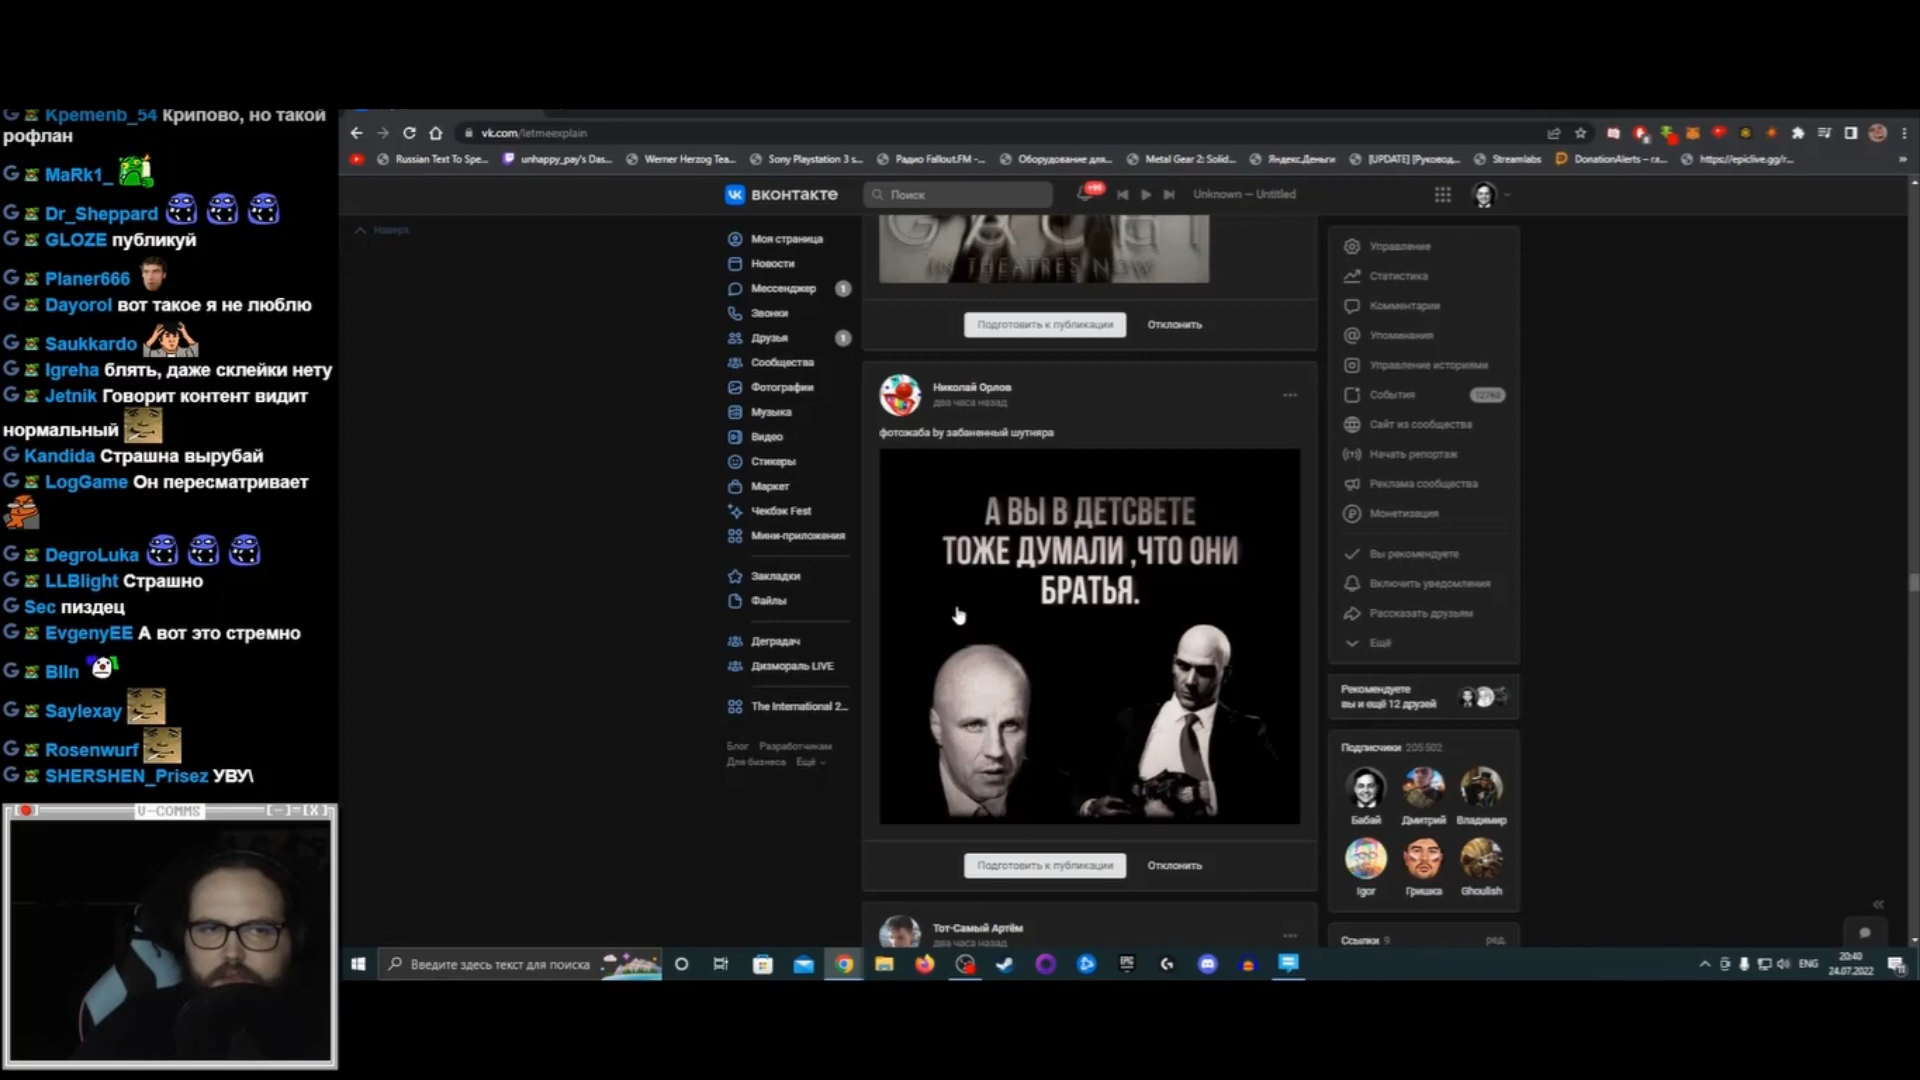 Kpemenb_54 Крипово, но такой
рофлан
MaRk1_
Dr_Sheppard
GLOZE публикуй
Planer666
Dayorol вот такое я не люблю
Saukkardo
Igreha блять, даже склейки нету
Jetnik Говорит контент видит
нормальный
Kandida Страшна вырубай
LogGame Он пересматривает
DegroLuka
LLBlight Страшно
Sec пиздец
EvgenyEE А вот это стремно
Saylexay
Rosenwurf
SHERSHEN_Prisez УВУ\
V-COMMS
vk.com/letmeexplain
Russian Text To Spe...
unhappy_pay's Das...
Werner Herzog Tea...
Sony Playstation 3 s...
Радио Fallout.FM -...
Оборудование для...
Metal Gear 2: Solid...
Яндекс.Деньги
[UPDATE] [Руковод...
Streamlabs
DonationAlerts — га...
https://epiclive.gg/r...
вконтакте
Поиск
Unknown — Untitled
Наверх
Моя страница
Новости
Мессенджер 1
Звонки
Друзья 1
Сообщества
Фотографии
Музыка
Видео
Стикеры
Маркет
Чекбэк Fest
Мини-приложения
Закладки
Файлы
Деградач
Дизмораль LIVE
The International 2...
Блог Разработчикам
Для бизнеса Ещё
GACHI
IN THEATRES NOW
Подготовить к публикации Отклонить
Николай Орлов
два часа назад
фотожаба by забаненный шутняра
А ВЫ В ДЕТСВЕТЕ
ТОЖЕ ДУМАЛИ ,ЧТО ОНИ
БРАТЬЯ.
Подготовить к публикации Отклонить
Тот-Самый Артём
два часа назад
Управление
Статистика
Комментарии
Упоминания
Управление историями
События 12760
Сайт из сообщества
Начать репортаж
Реклама сообщества
Монетизация
Вы рекомендуете
Включить уведомления
Рассказать друзьям
Ещё
Рекомендуете
вы и ещё 12 друзей
Подписчики 205 502
Бабай Дмитрий Владимир
Igor Гришка Ghoulish
Ссылки 9 ред.
Введите здесь текст для поиска
EPIC
ENG
20:40
24.07.2022